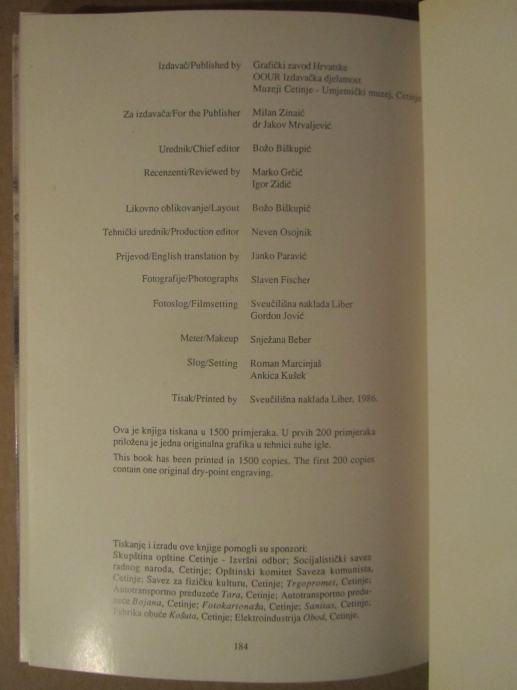 Izdavač/Published by Grafički zavod Hrvatske
OOUR Izdavačka djelatnost
Muzeji Cetinje - Umjetnički muzej, Cetinje
Za izdavača/For the Publisher Milan Zinaić
dr Jakov Mrvaljević
Urednik/Chief editor Božo Biškupić
Recenzenti/Reviewed by Marko Grčić
Igor Zidić
Likovno oblikovanje/Layout Božo Biškupić
Tehnički urednik/Production editor Neven Osojnik
Prijevod/English translation by Janko Paravić
Fotografije/Photographs Slaven Fischer
Fotoslog/Filmsetting Sveučilišna naklada Liber
Gordon Jović
Meter/Makeup Snježana Beber
Slog/Setting Roman Marcinjaš
Ankica Kušek
Tisak/Printed by Sveučilišna naklada Liber, 1986.
Ova je knjiga tiskana u 1500 primjeraka. U prvih 200 primjeraka
priložena je jedna originalna grafika u tehnici suhe igle.
This book has been printed in 1500 copies. The first 200 copies
contain one original dry-point engraving.
Tiskanje i izradu ove knjige pomogli su sponzori:
Skupština opštine Cetinje - Izvršni odbor; Socijalistički savez
radnog naroda, Cetinje; Opštinski komitet Saveza komunista,
Cetinje; Savez za fizičku kulturu, Cetinje; Trgopromet, Cetinje;
Autotransportno preduzeće Tara, Cetinje; Autotransportno predu-
zeće Bojana, Cetinje; Fotokartonažu, Cetinje; Sanitas, Cetinje;
Fabrika obuće Košuta, Cetinje; Elektroindustrija Obod, Cetinje.
184